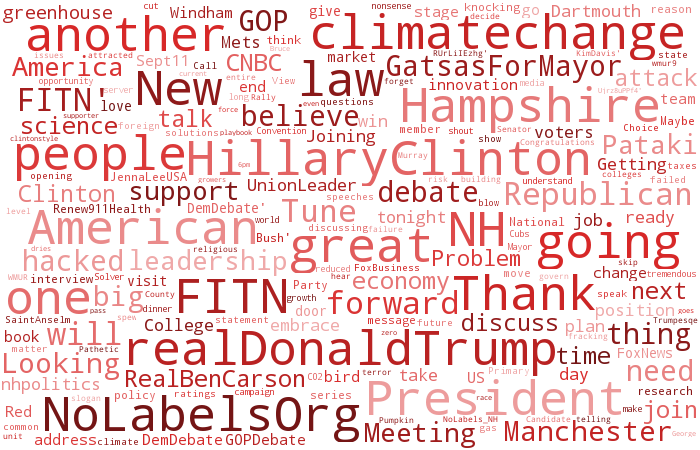 greenhouse cut Windham GOP give stage knocking go Dartmouth nonsense decide reason
another Mets think climatechange
attracted RUrLiIEzhg' KimDavis' state
issues Sept11 Call CNBC market GatsasForMayor wmur9
America opportunity View entire law forget innovation attack
server New current end media
FITN' love long Rally even questions Hampshire
force believe team
science foreign talk supporter win member shout voters Choice Maybe
solutions playbook Convention Joining show Senator Congratulations taxes
people HillaryClinton Pataki
Murray Getting
opening JennaLeeUSA risk building understand colleges failed
Clinton support UnionLeader debate blow Republican
speeches
Renew911Health DemDebate' Tune tonight National job ready
level American world great discussing NH Cubs going
religious Bush' failure Mayor
dries hacked leadership FoxBusiness Problem change tremendous
WMUR reduced economy move skip
interview Solver visit Party hear govern speak next
one big County growth FITN door forward Thank Trumpesque
SaintAnselm pass dinner statement message future discuss position
book will spew College embrace zero plan thing
matter Pathetic realDonaldTrump fracking
Looking time FoxNews
nhpolitics RealBenCarson CO2 bird terror take US Primary day need
slogan policy ratings campaign series race research
Red NoLabelsOrg President make join
common Pumpkin NoLabels_NH Candidate telling
unit address climate DemDebate GOPDebate Meeting gas Manchester George